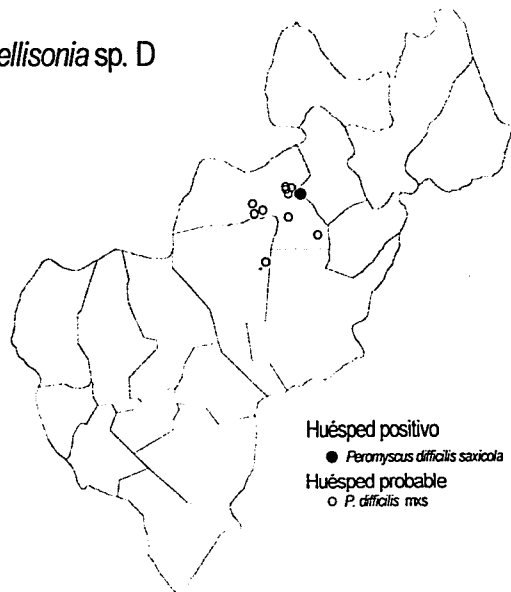 ellisonia sp. D
Huésped positivo
● Peromyscus difficilis saxicola
Huésped probable
○ P. difficilis mxs